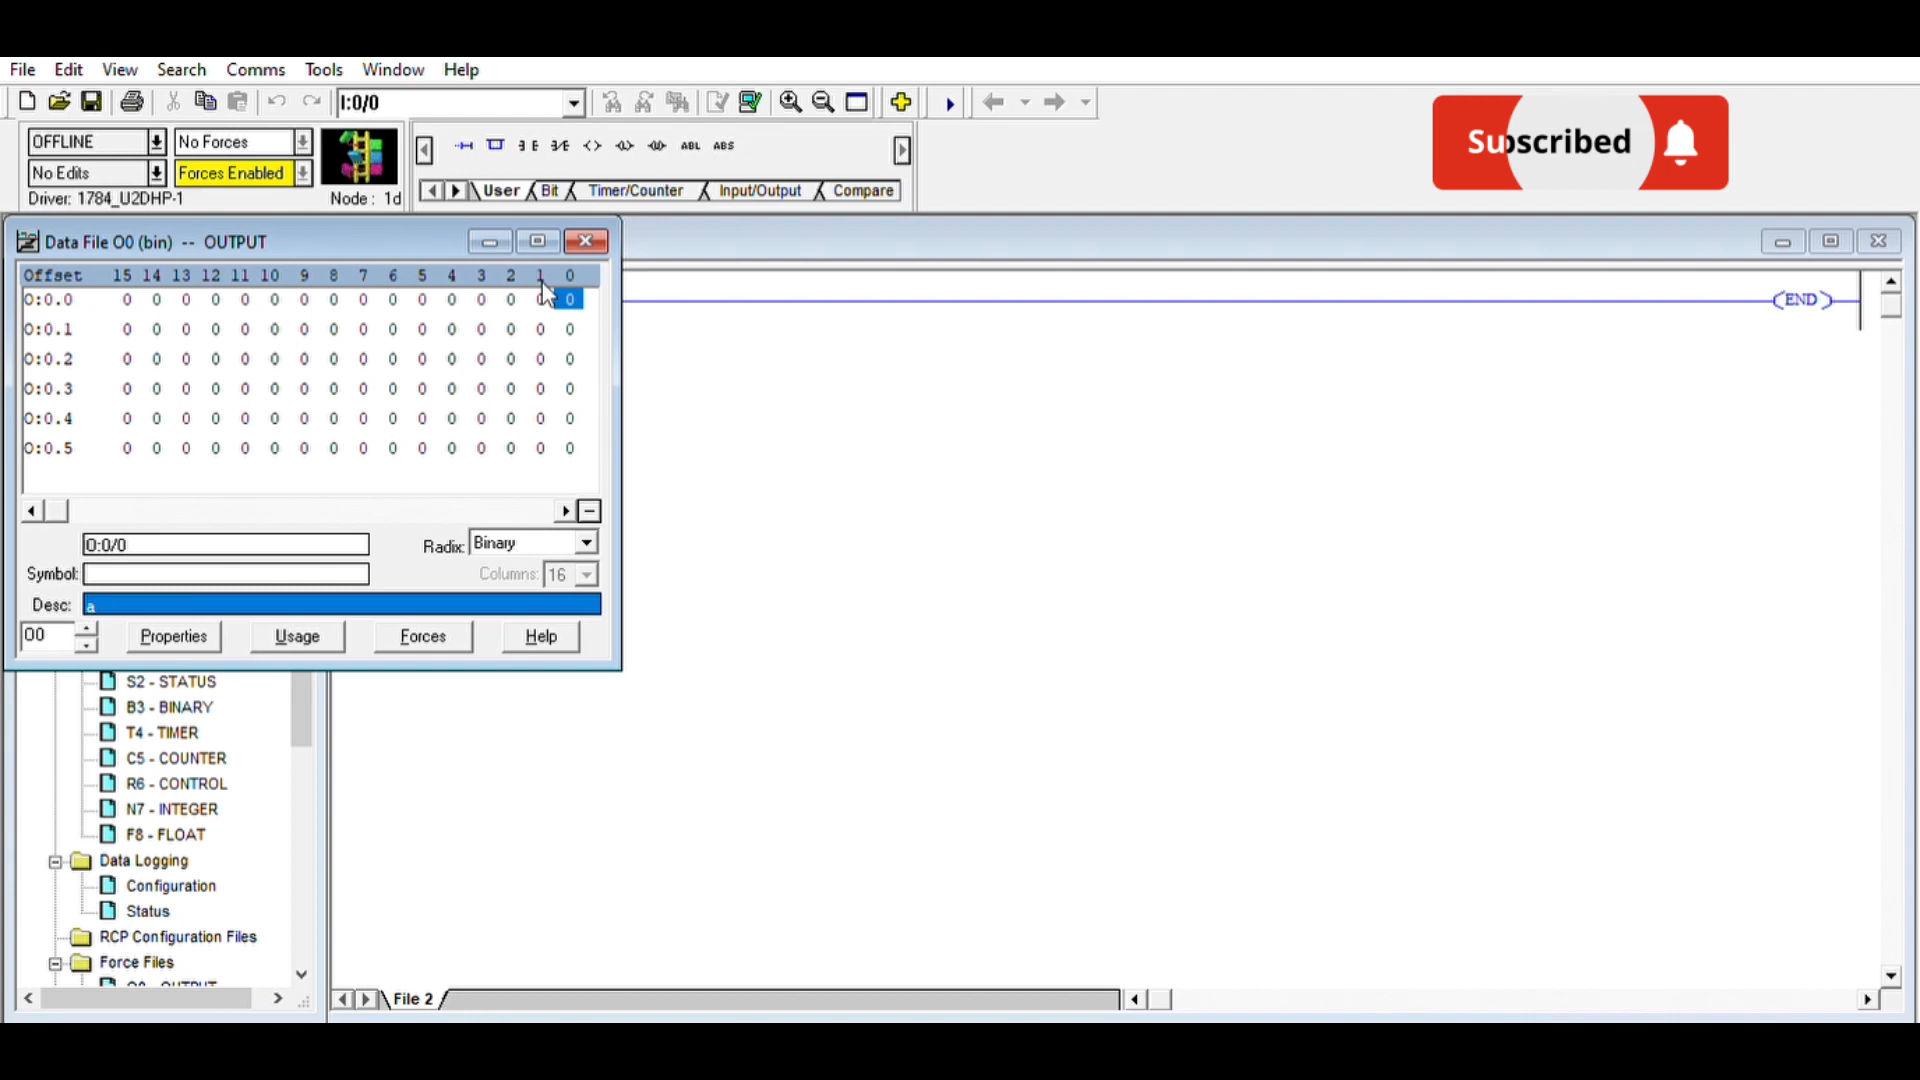 File Edit View Search Comms Tools Window Help
I:0/0
OFFLINE No Forces
No Edits Forces Enabled
Driver: 1784_U2DHP-1 Node: 1d
ABL ABS
User Bit Timer/Counter Input/Output Compare
Subscribed
Data File O0 (bin) -- OUTPUT
Offset 15 14 13 12 11 10 9 8 7 6 5 4 3 2 1 0
O:0.0 0 0 0 0 0 0 0 0 0 0 0 0 0 0 0 0
O:0.1 0 0 0 0 0 0 0 0 0 0 0 0 0 0 0 0
O:0.2 0 0 0 0 0 0 0 0 0 0 0 0 0 0 0 0
O:0.3 0 0 0 0 0 0 0 0 0 0 0 0 0 0 0 0
O:0.4 0 0 0 0 0 0 0 0 0 0 0 0 0 0 0 0
O:0.5 0 0 0 0 0 0 0 0 0 0 0 0 0 0 0 0
END
O:0/0 Radix: Binary
Symbol: Columns: 16
Desc: a
O0 Properties Usage Forces Help
S2 - STATUS
B3 - BINARY
T4 - TIMER
C5 - COUNTER
R6 - CONTROL
N7 - INTEGER
F8 - FLOAT
Data Logging
Configuration
Status
RCP Configuration Files
Force Files
File 2